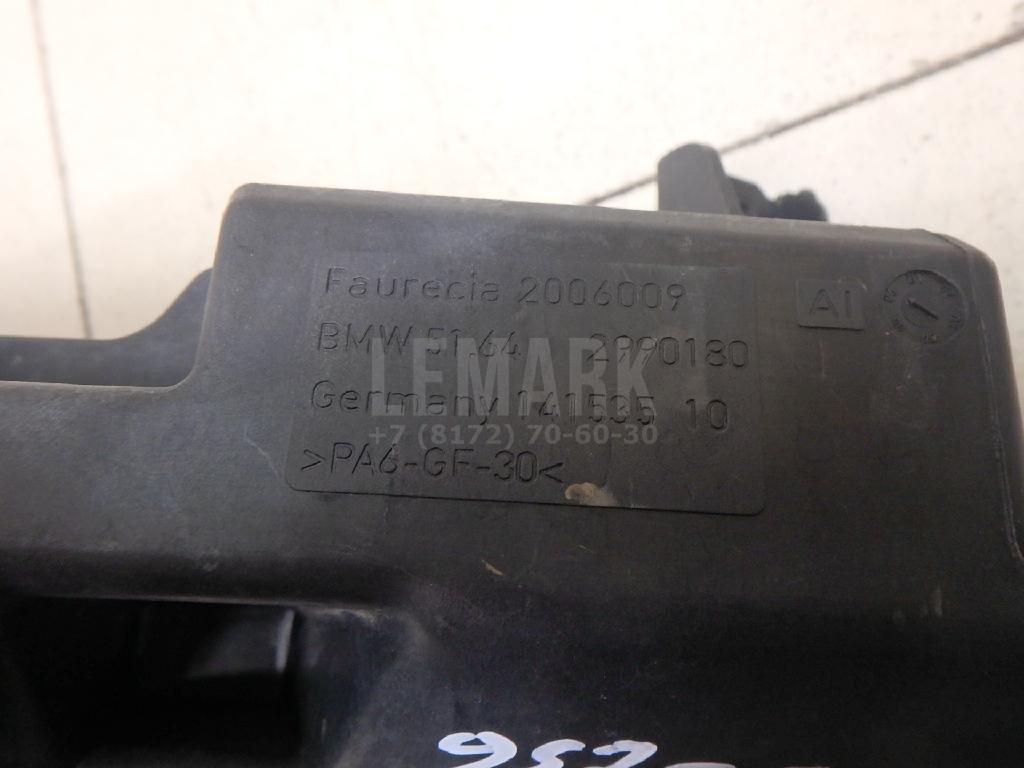 Faurecia 2006009
AI
BMW 51.64 2990180
LEMARK
Germany 141535 10
+7 (8172) 70-60-30
>PA6-GF-30<